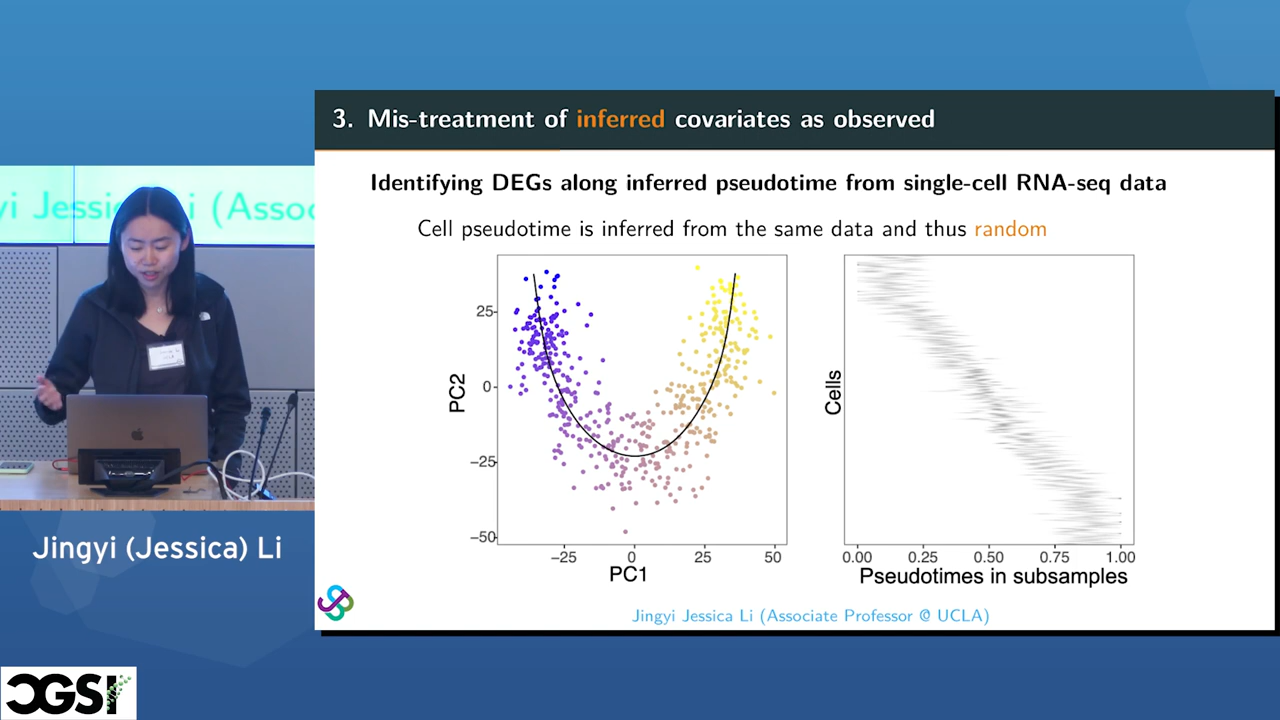 3. Mis-treatment of inferred covariates as observed
Identifying DEGs along inferred pseudotime from single-cell RNA-seq data
Cell pseudotime is inferred from the same data and thus random
PC2
25
0
−25
−50
−25
0
25
50
PC1
Cells
0.00
0.25
0.50
0.75
1.00
Pseudotimes in subsamples
Jingyi Jessica Li (Associate Professor @ UCLA)
yi Jessic Li (Assoc
Jingyi (Jessica) Li
CGSI